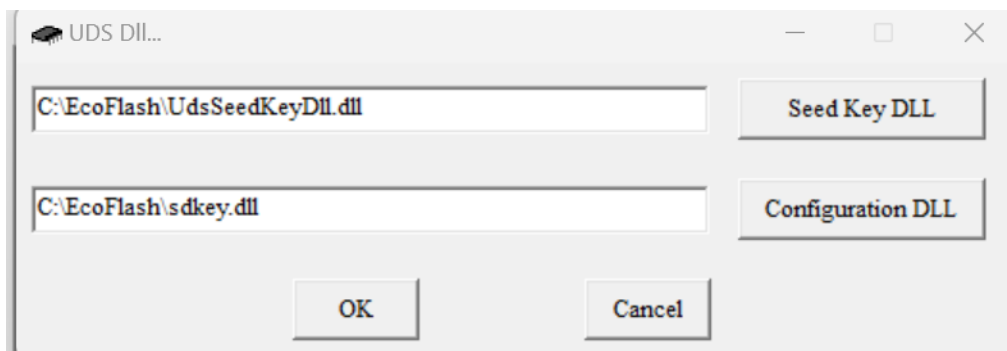 UDS Dll...
C:\EcoFlash\UdsSeedKeyDll.dll
Seed Key DLL
C:\EcoFlash\sdkey.dll
Configuration DLL
OK
Cancel